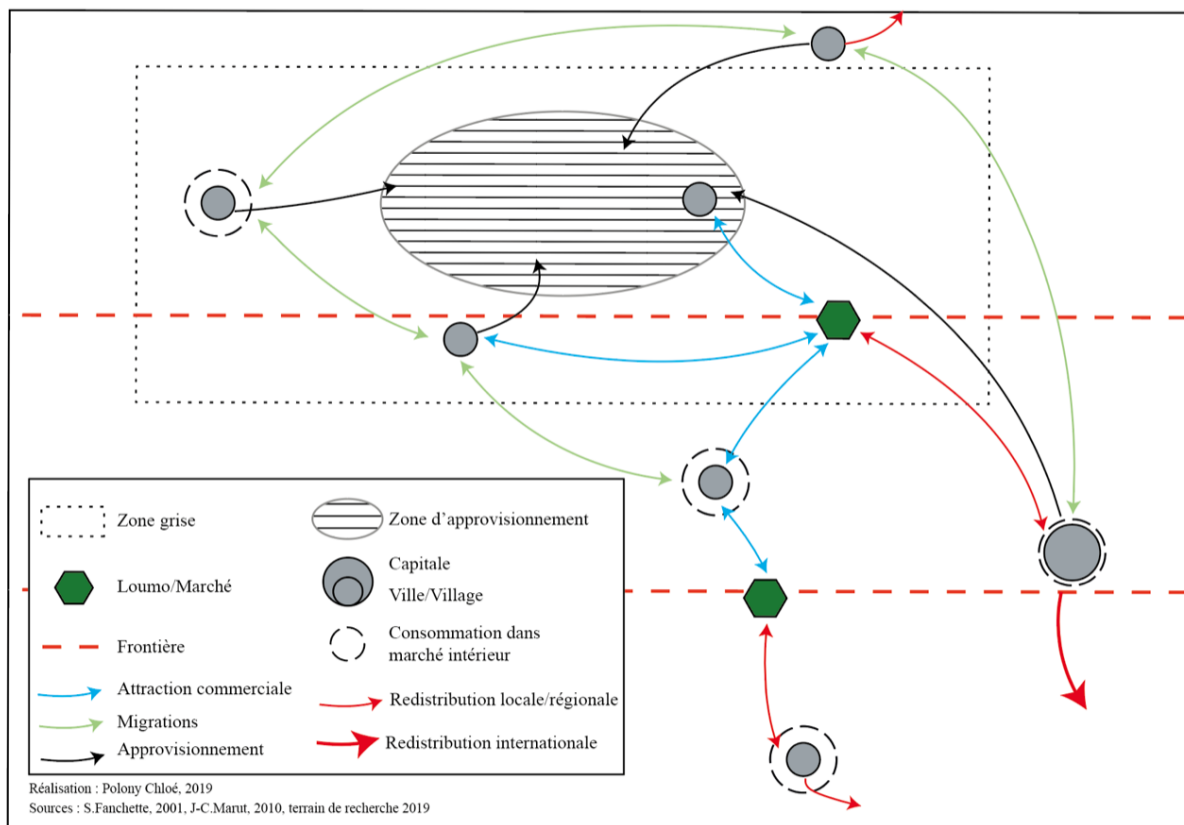 Zone grise
Loumo/Marché
Frontière
Attraction commerciale
Migrations
Approvisionnement
Zone d'approvisionnement
Capitale
Ville/Village
Consommation dans
marché intérieur
Redistribution locale/régionale
Redistribution internationale
Réalisation : Polony Chloé, 2019
Sources : S.Fanchette, 2001, J-C.Marut, 2010, terrain de recherche 2019